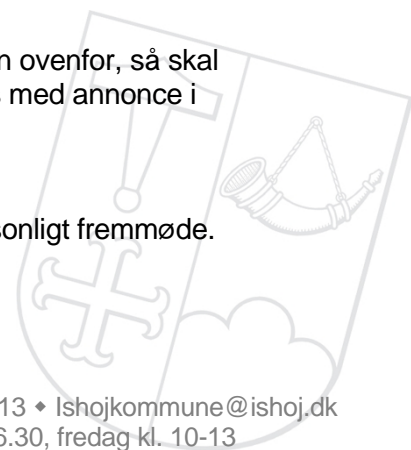 n ovenfor, så skal
s med annonce i
sonligt fremmøde.
13 ◆ Ishojkommune@ishoj.dk
6.30, fredag kl. 10-13